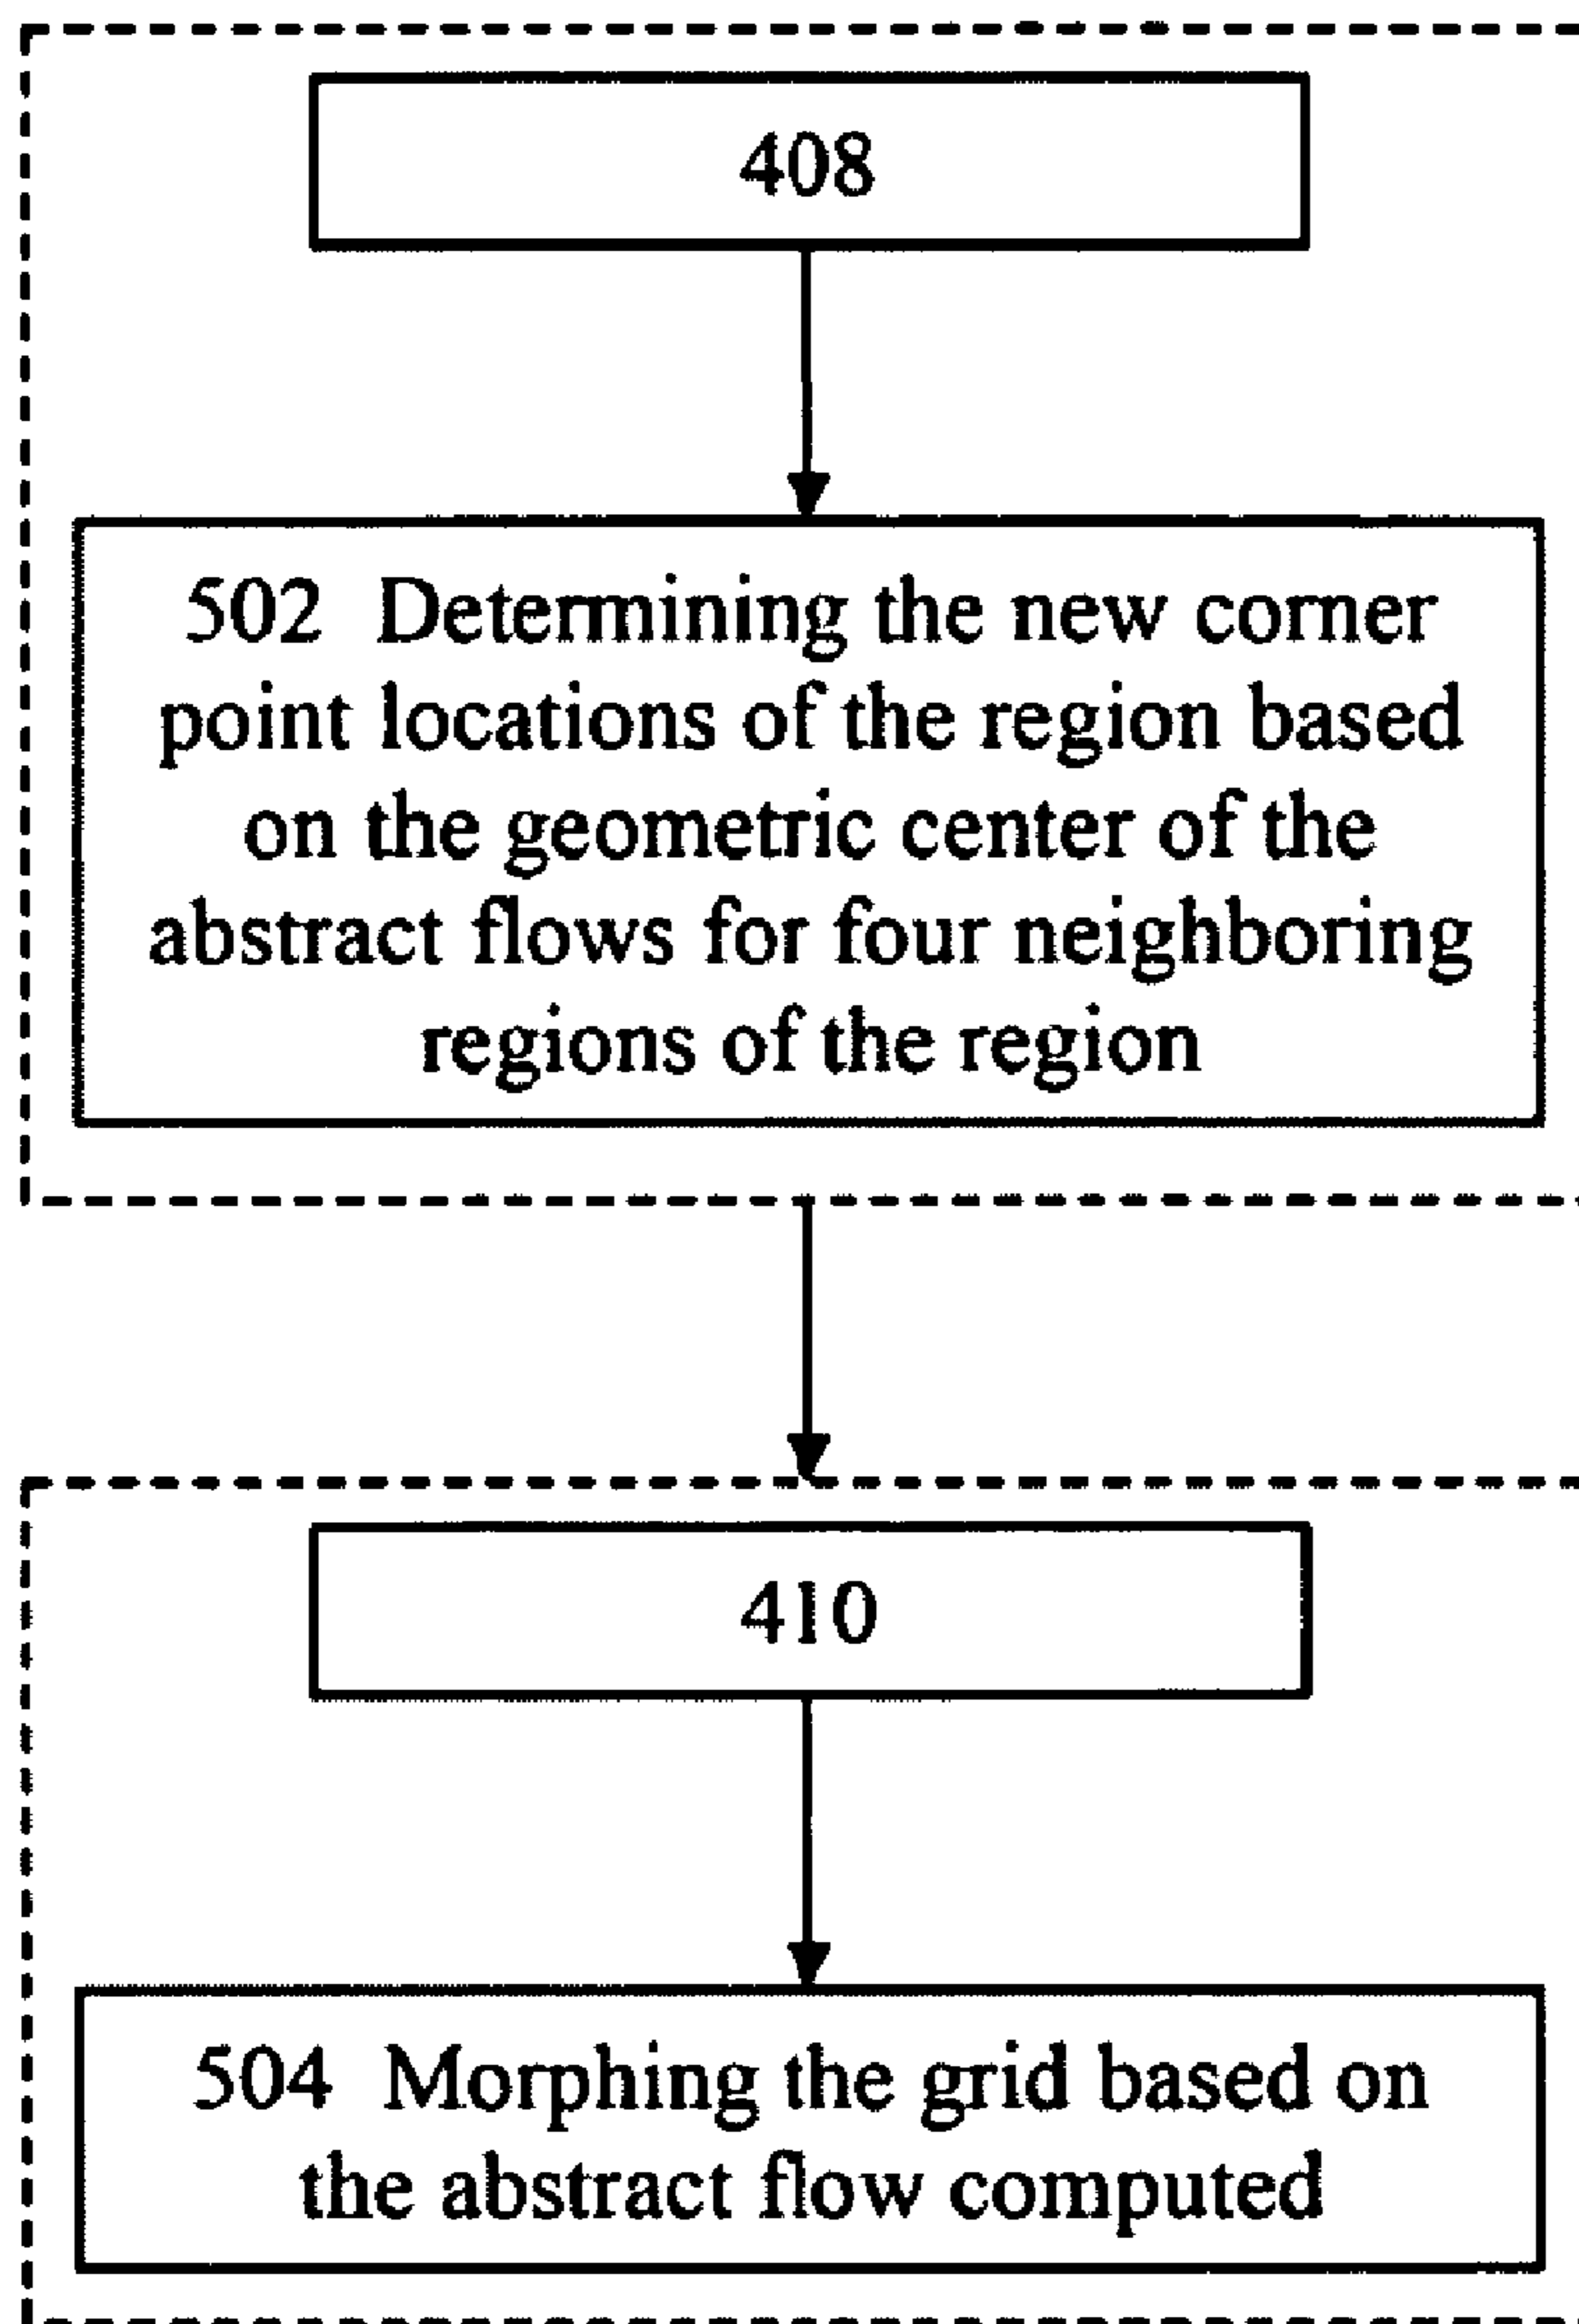 408
502 Determining the new corner
point locations of the region based
on the geometric center of the
abstract flows for four neighboring
regions of the region
410
504 Morphing the grid based on
the abstract flow computed